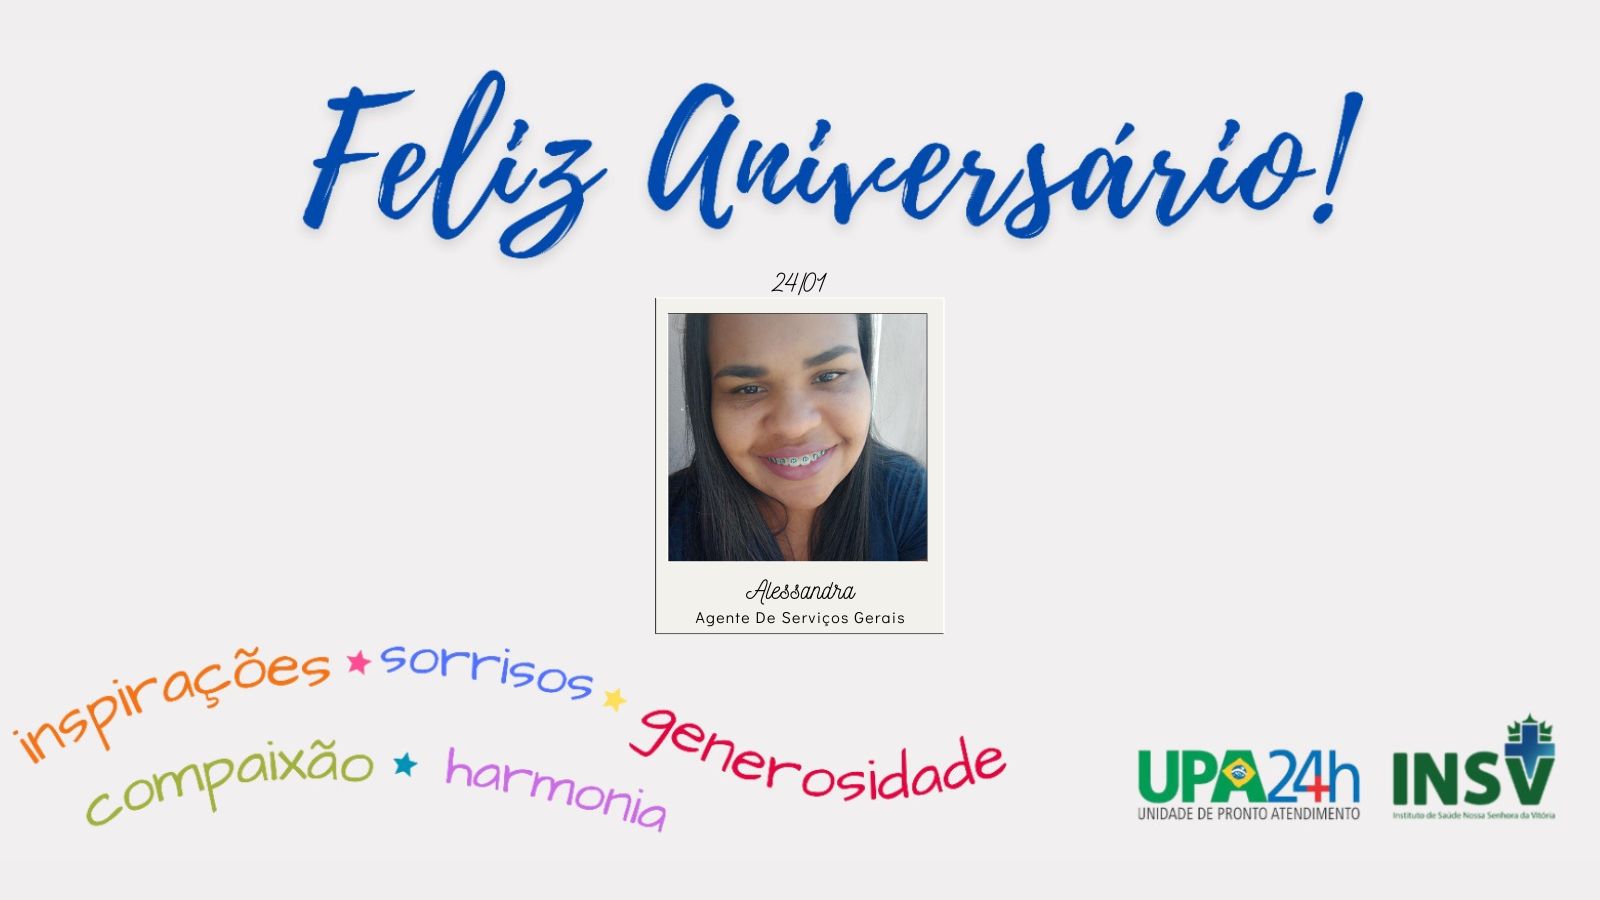 Feliz Aniversário!
24/01
Alessandra
Agente De Serviços Gerais
inspirações sorrisos generosidade
compaixão harmonia
UPA24h
UNIDADE DE PRONTO ATENDIMENTO
INSV
Instituto de Saúde Nossa Senhora da Vitória